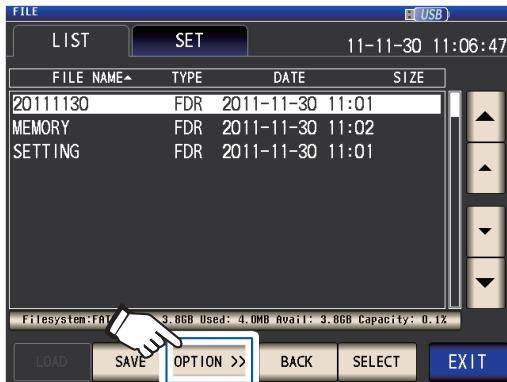 FILE USB
LIST SET 11-11-30 11:06:47
FILE NAME TYPE DATE SIZE
20111130 FDR 2011-11-30 11:01
MEMORY FDR 2011-11-30 11:02
SETTING FDR 2011-11-30 11:01
Filesystem:FAT 3.8GB Used: 4.0MB Avail: 3.8GB Capacity: 0.1%
LOAD SAVE OPTION >> BACK SELECT EXIT